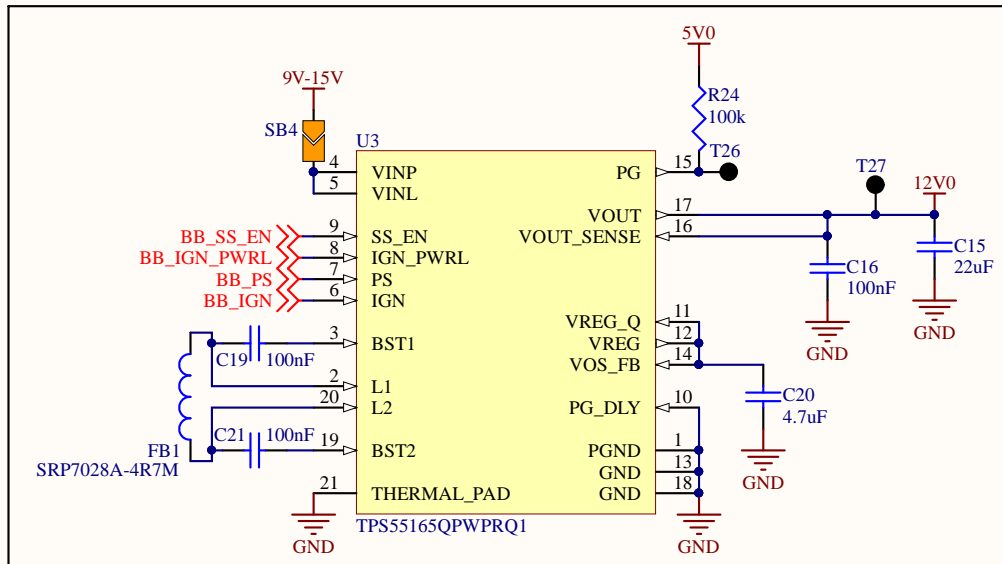 5V0
9V-15V
R24
100k
SB4
U3
T26
4
VINP
PG
15
T27
5
VINL
12V0
17
VOUT
9
SS_EN
VOUT_SENSE
16
BB_SS_EN
8
IGN_PWRL
BB_IGN_PWRL
C15
22uF
7
PS
BB_PS
C16
100nF
6
IGN
BB_IGN
GND
11
VREG_Q
GND
3
BST1
12
VREG
C19
100nF
14
VOS_FB
2
L1
C20
4.7uF
20
L2
PG_DLY
10
C21
100nF
19
BST2
1
PGND
FB1
SRP7028A-4R7M
13
GND
GND
21
THERMAL_PAD
18
GND
TPS55165QPWPRQ1
GND
GND